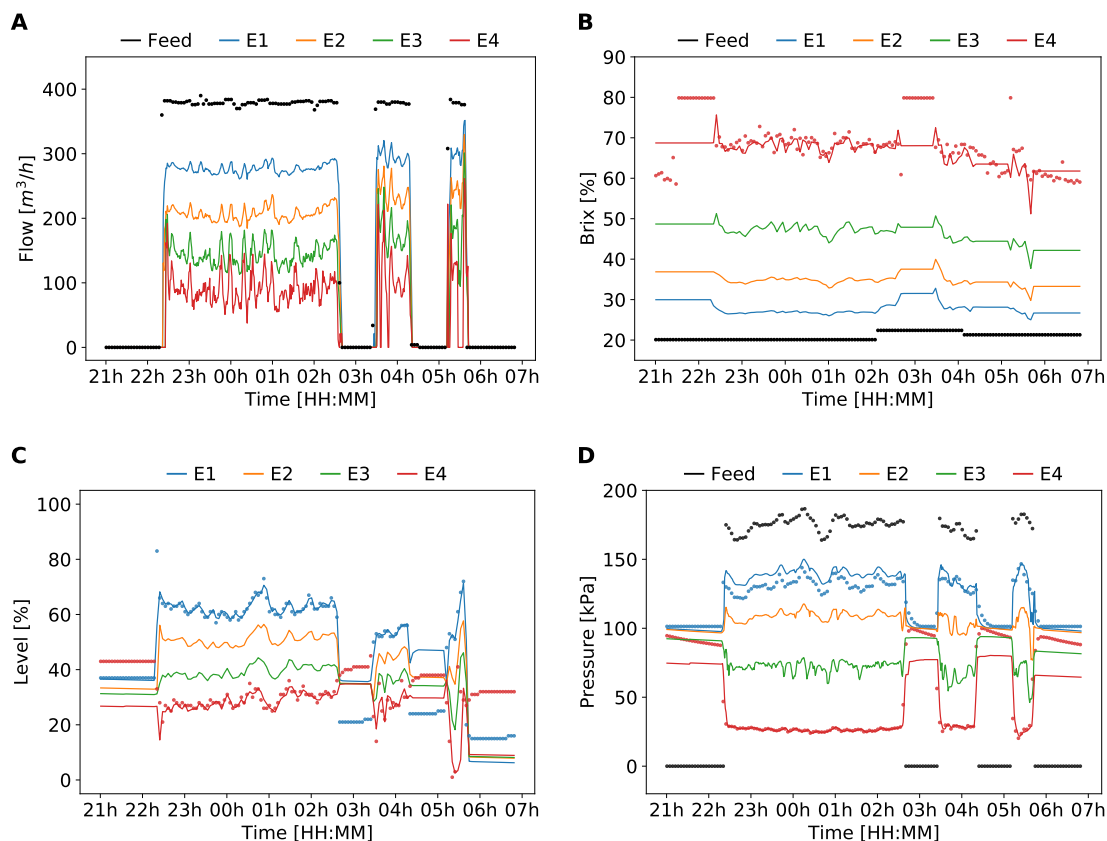 A
Feed E1 E2 E3 E4
400
300
200
100
0
Flow [m³/h]
21h 22h 23h 00h 01h 02h 03h 04h 05h 06h 07h
Time [HH:MM]
B
Feed E1 E2 E3 E4
90
80
70
60
50
40
30
20
Brix [%]
21h 22h 23h 00h 01h 02h 03h 04h 05h 06h 07h
Time [HH:MM]
C
E1 E2 E3 E4
100
80
60
40
20
0
Level [%]
21h 22h 23h 00h 01h 02h 03h 04h 05h 06h 07h
Time [HH:MM]
D
Feed E1 E2 E3 E4
200
150
100
50
0
Pressure [kPa]
21h 22h 23h 00h 01h 02h 03h 04h 05h 06h 07h
Time [HH:MM]